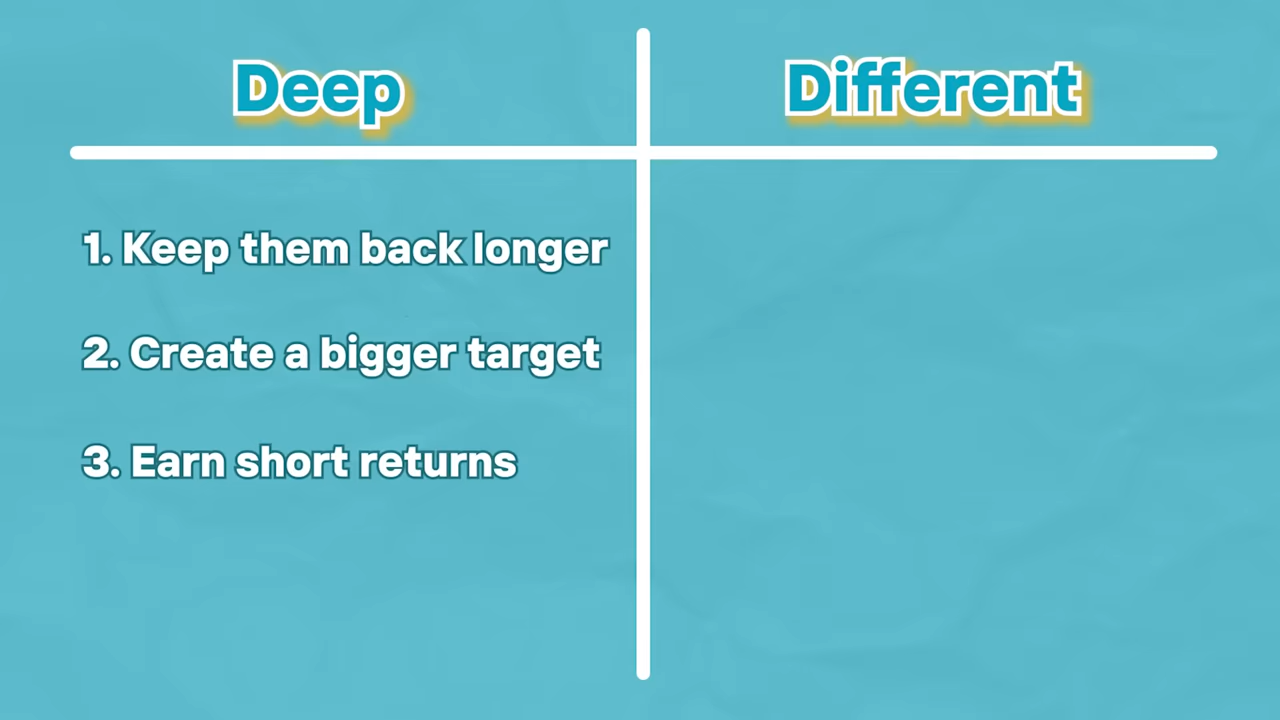 Deep
Different
1. Keep them back longer
2. Create a bigger target
3. Earn short returns